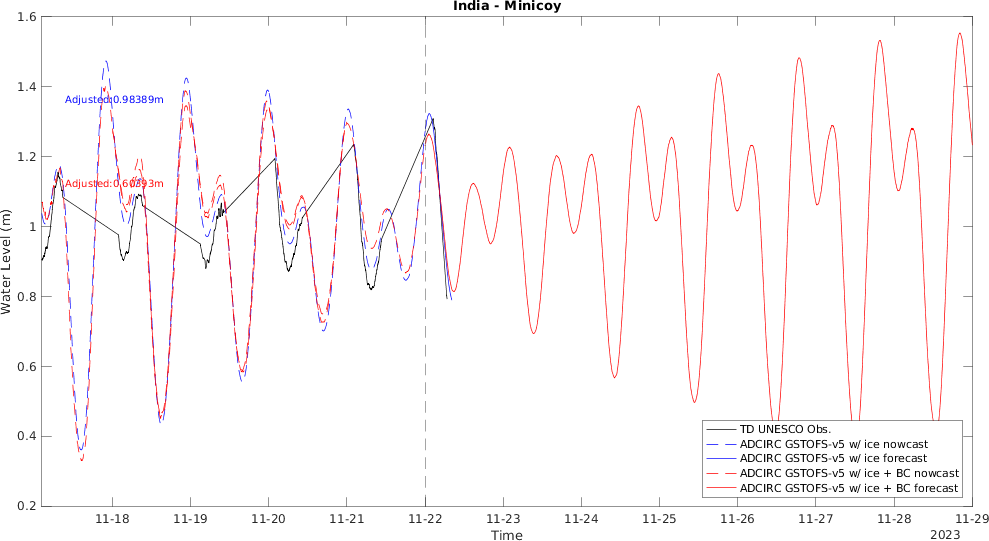 India - Minicoy
1.6
1.4
1.2
1
0.8
0.6
0.4
0.2
Water Level (m)
Adjusted:0.98389m
Adjusted:0.60393m
TD UNESCO Obs.
ADCIRC GSTOFS-v5 w/ ice nowcast
ADCIRC GSTOFS-v5 w/ ice forecast
ADCIRC GSTOFS-v5 w/ ice + BC nowcast
ADCIRC GSTOFS-v5 w/ ice + BC forecast
11-18 11-19 11-20 11-21 11-22 11-23 11-24 11-25 11-26 11-27 11-28 11-29
Time
2023